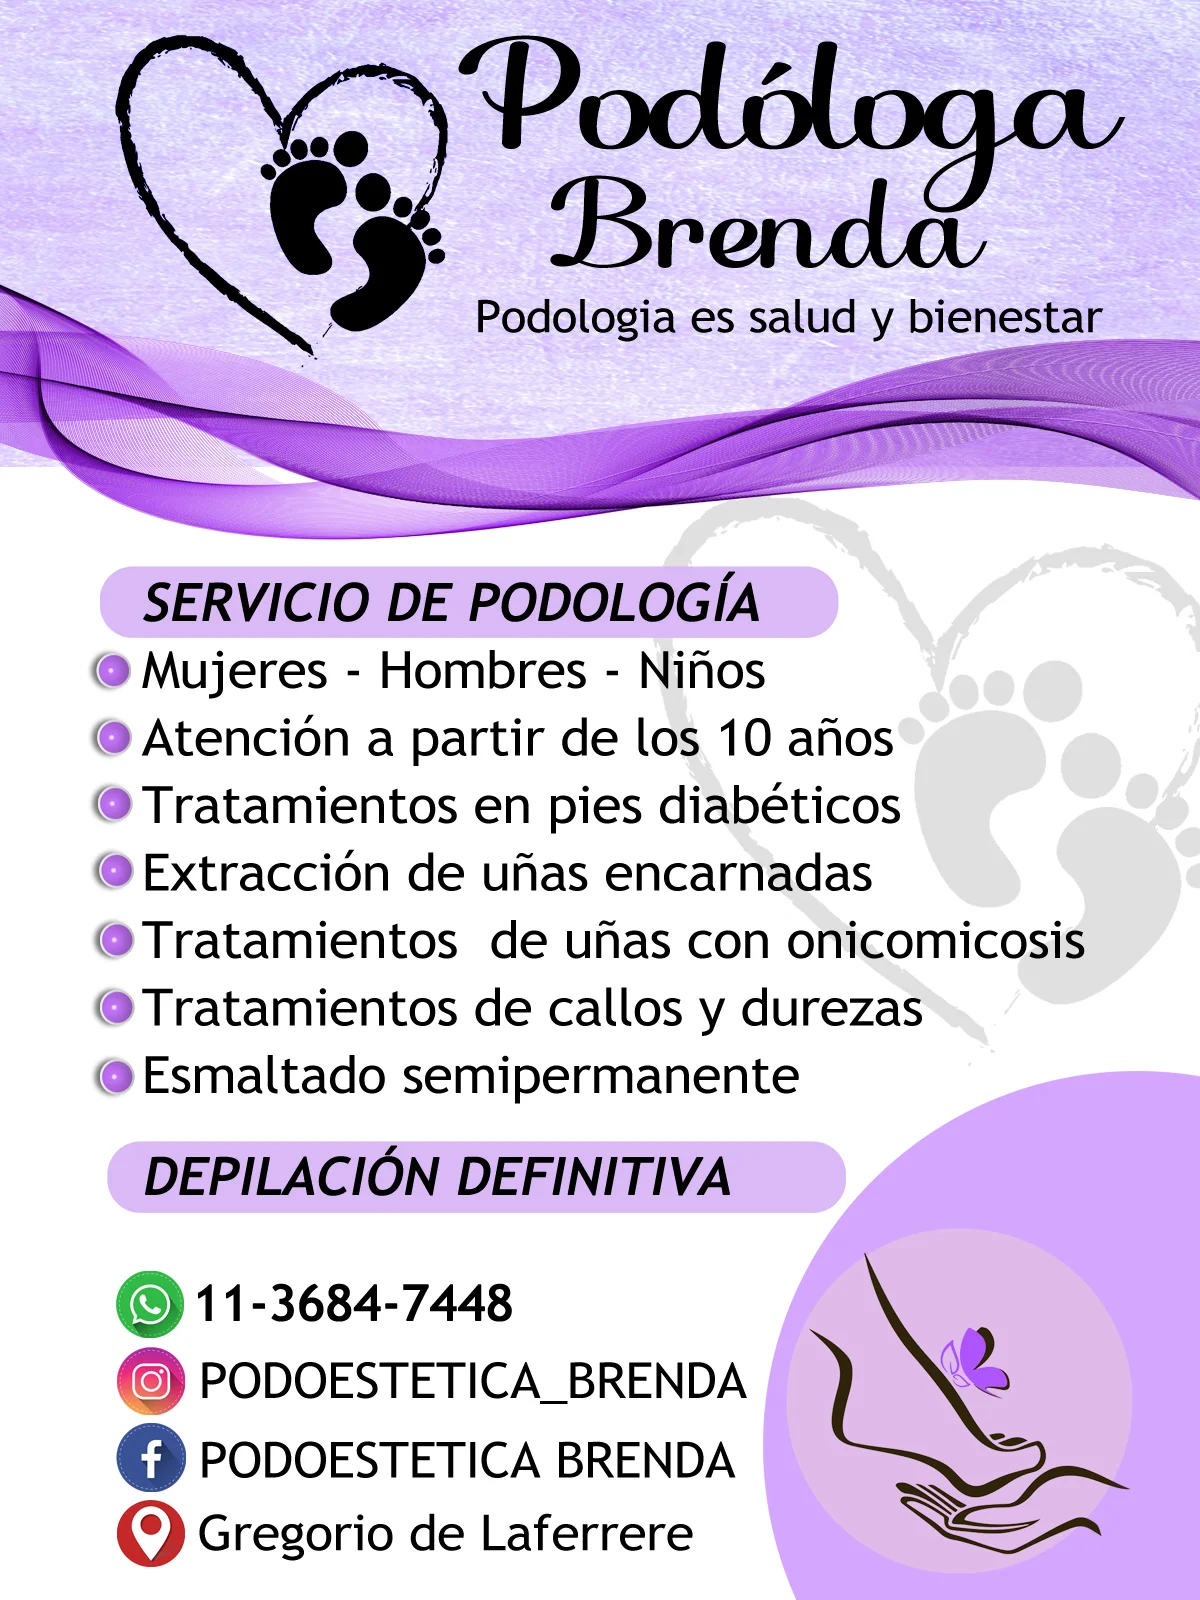 Podóloga
Brenda
Podologia es salud y bienestar
SERVICIO DE PODOLOGÍA
Mujeres - Hombres - Niños
Atención a partir de los 10 años
Tratamientos en pies diabéticos
Extracción de uñas encarnadas
Tratamientos de uñas con onicomicosis
Tratamientos de callos y durezas
Esmaltado semipermanente
DEPILACIÓN DEFINITIVA
11-3684-7448
PODOESTETICA_BRENDA
PODOESTETICA BRENDA
Gregorio de Laferrere